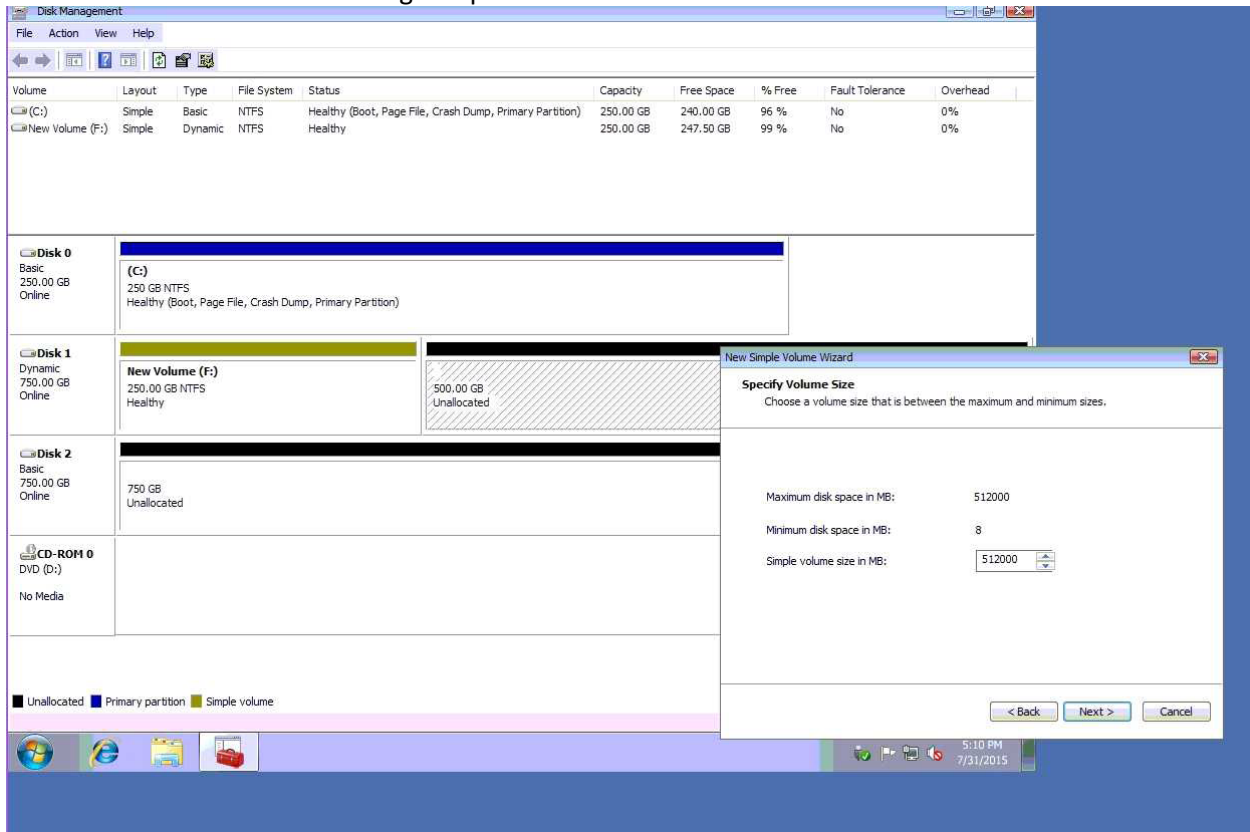 Disk Management
File Action View Help
Volume Layout Type File System Status Capacity Free Space % Free Fault Tolerance Overhead
(C:) Simple Basic NTFS Healthy (Boot, Page File, Crash Dump, Primary Partition) 250.00 GB 240.00 GB 96 % No 0%
New Volume (F:) Simple Dynamic NTFS Healthy 250.00 GB 247.50 GB 99 % No 0%
Disk 0
Basic
250.00 GB
Online
(C:)
250 GB NTFS
Healthy (Boot, Page File, Crash Dump, Primary Partition)
Disk 1
Dynamic
750.00 GB
Online
New Volume (F:)
250.00 GB NTFS
Healthy
500.00 GB
Unallocated
Disk 2
Basic
750.00 GB
Online
750 GB
Unallocated
CD-ROM 0
DVD (D:)
No Media
Unallocated Primary partition Simple volume
New Simple Volume Wizard
Specify Volume Size
Choose a volume size that is between the maximum and minimum sizes.
Maximum disk space in MB: 512000
Minimum disk space in MB: 8
Simple volume size in MB: 512000
< Back Next > Cancel
5:10 PM
7/31/2015